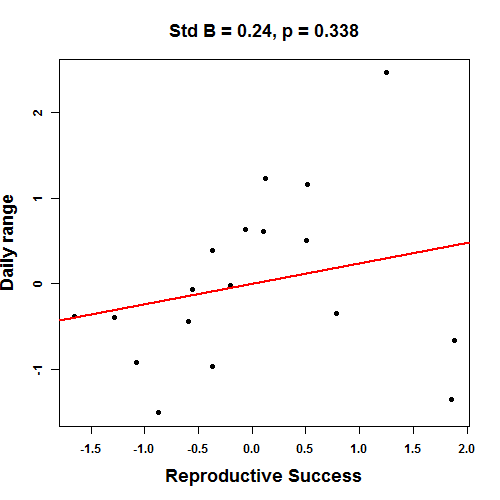 Std B = 0.24, p = 0.338
Daily range
2
1
0
-1
-1.5 -1.0 -0.5 0.0 0.5 1.0 1.5 2.0
Reproductive Success